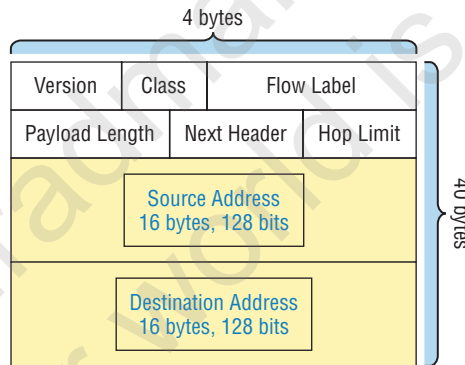 4 bytes
Version Class Flow Label
Payload Length Next Header Hop Limit
Source Address
16 bytes, 128 bits
40 bytes
Destination Address
16 bytes, 128 bits